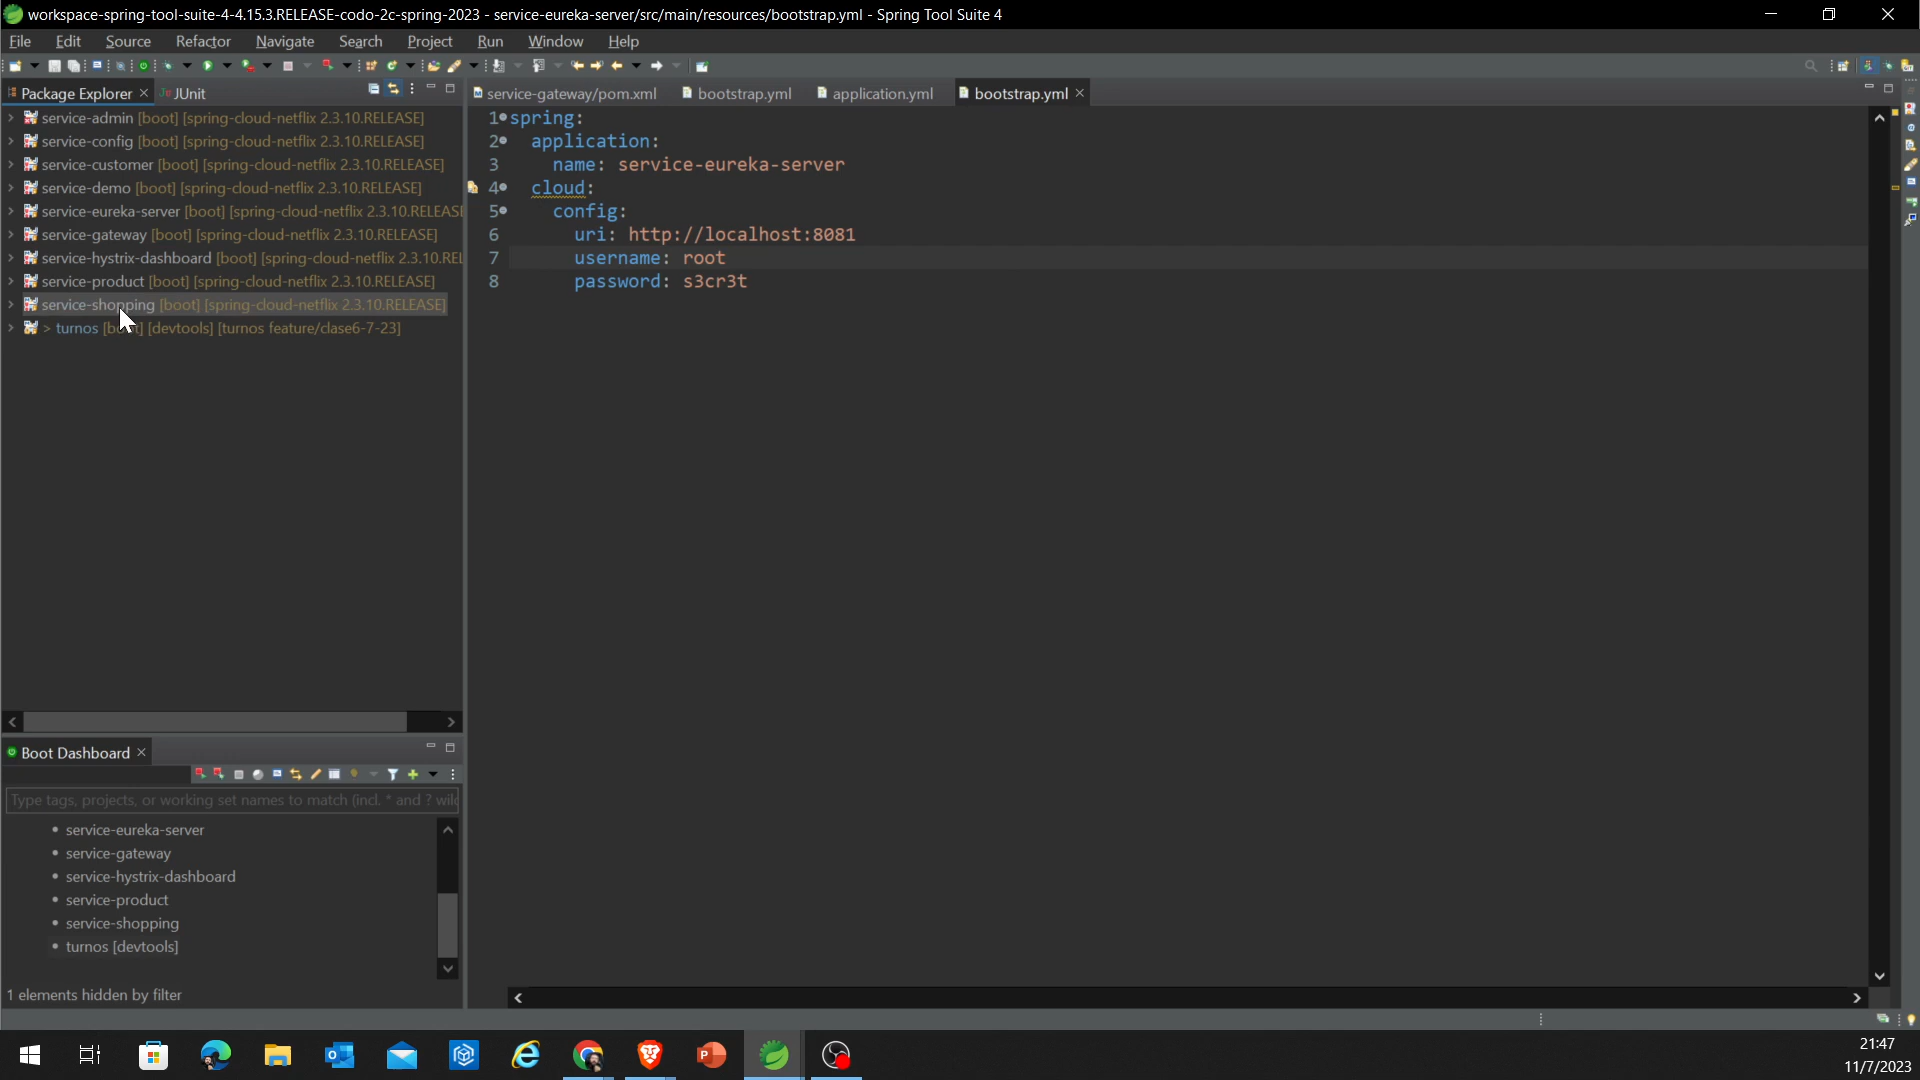 workspace-spring-tool-suite-4-4.15.3.RELEASE-codo-2c-spring-2023 - service-eureka-server/src/main/resources/bootstrap.yml - Spring Tool Suite 4
File Edit Source Refactor Navigate Search Project Run Window Help
Package Explorer JUnit
service-admin [boot] [spring-cloud-netflix 2.3.10.RELEASE]
service-config [boot] [spring-cloud-netflix 2.3.10.RELEASE]
service-customer [boot] [spring-cloud-netflix 2.3.10.RELEASE]
service-demo [boot] [spring-cloud-netflix 2.3.10.RELEASE]
service-eureka-server [boot] [spring-cloud-netflix 2.3.10.RELEAS
service-gateway [boot] [spring-cloud-netflix 2.3.10.RELEASE]
service-hystrix-dashboard [boot] [spring-cloud-netflix 2.3.10.REL
service-product [boot] [spring-cloud-netflix 2.3.10.RELEASE]
service-shopping [boot] [spring-cloud-netflix 2.3.10.RELEASE]
> turnos [devtools] [turnos feature/clase6-7-23]
service-gateway/pom.xml bootstrap.yml application.yml bootstrap.yml
1 spring:
2 application:
3 name: service-eureka-server
4 cloud:
5 config:
6 uri: http://localhost:8081
7 username: root
8 password: s3cr3t
Boot Dashboard
Type tags, projects, or working set names to match (incl. * and ? wild
service-eureka-server
service-gateway
service-hystrix-dashboard
service-product
service-shopping
turnos [devtools]
1 elements hidden by filter
21:47
11/7/2023